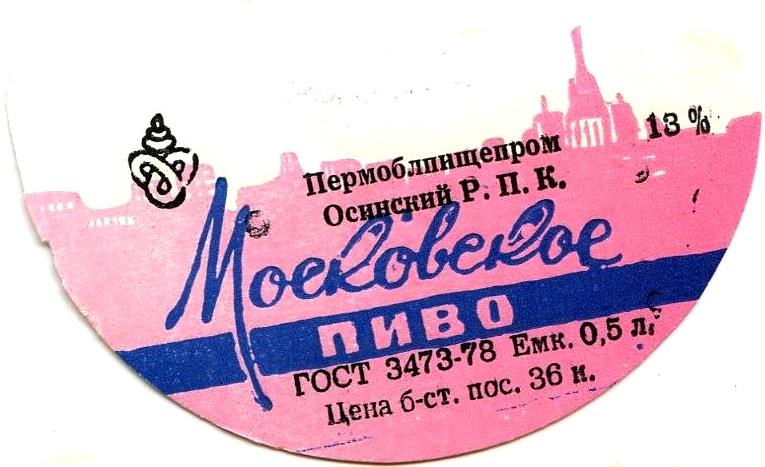 13%
Пермоблпищепром
Осинский Р. П. К.
Московское
ПИВО
ГОСТ 3473-78 Емк. 0,5 л.
Цена б-ст. пос. 36 к.